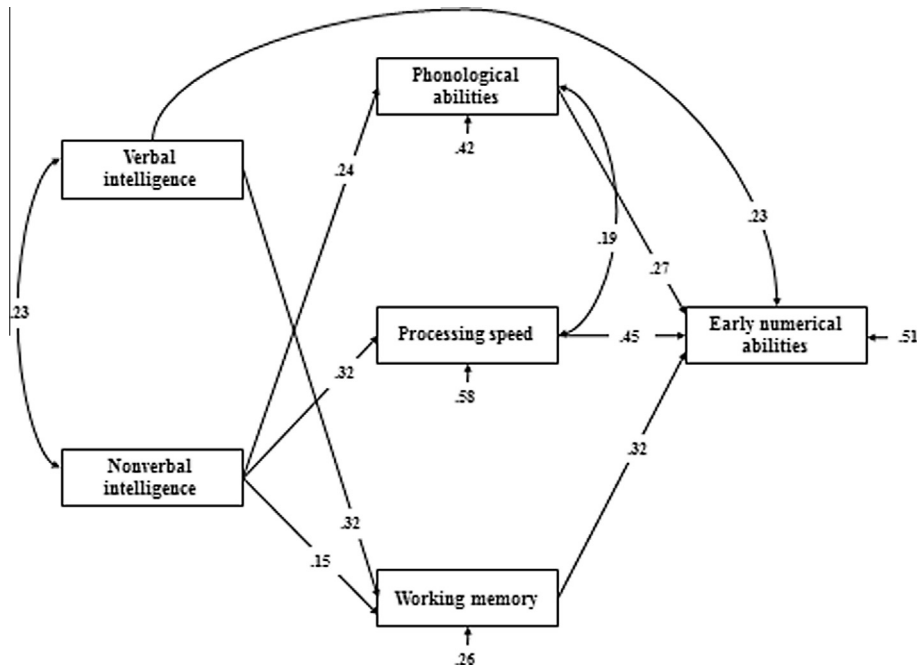 Phonological
abilities
.42
Verbal
intelligence
.24
.23
.19
.27
.23
Processing speed
.45
Early numerical
abilities
.51
.32
.58
Nonverbal
intelligence
.32
.32
.15
Working memory
.26